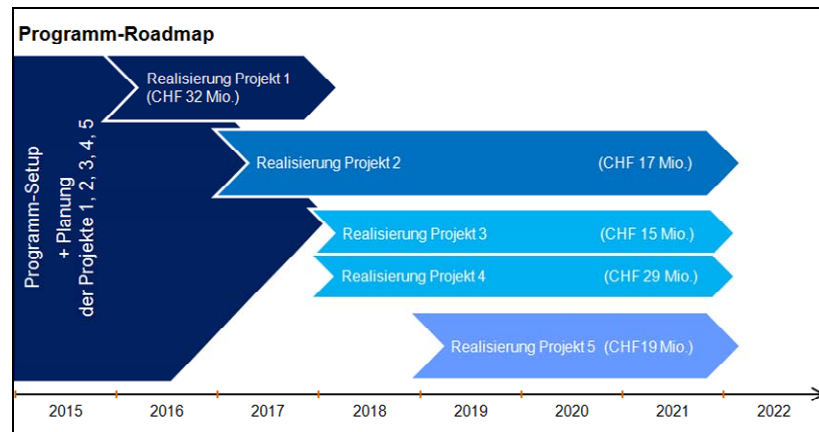 Programm-Roadmap
Programm-Setup
+ Planung
der Projekte 1, 2, 3, 4, 5
Realisierung Projekt 1
(CHF 32 Mio.)
Realisierung Projekt 2 (CHF 17 Mio.)
Realisierung Projekt 3 (CHF 15 Mio.)
Realisierung Projekt 4 (CHF 29 Mio.)
Realisierung Projekt 5 (CHF19 Mio.)
2015 2016 2017 2018 2019 2020 2021 2022